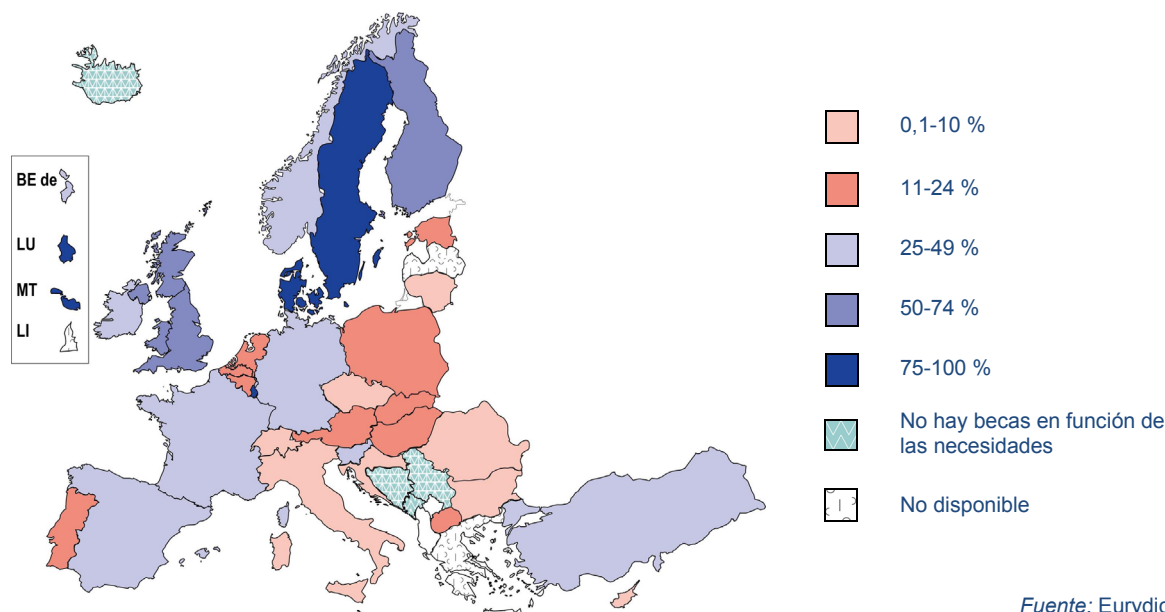 BE de
LU
MT
LI
0,1-10 %
11-24 %
25-49 %
50-74 %
75-100 %
No hay becas en función de
las necesidades
No disponible
Fuente: Eurydic